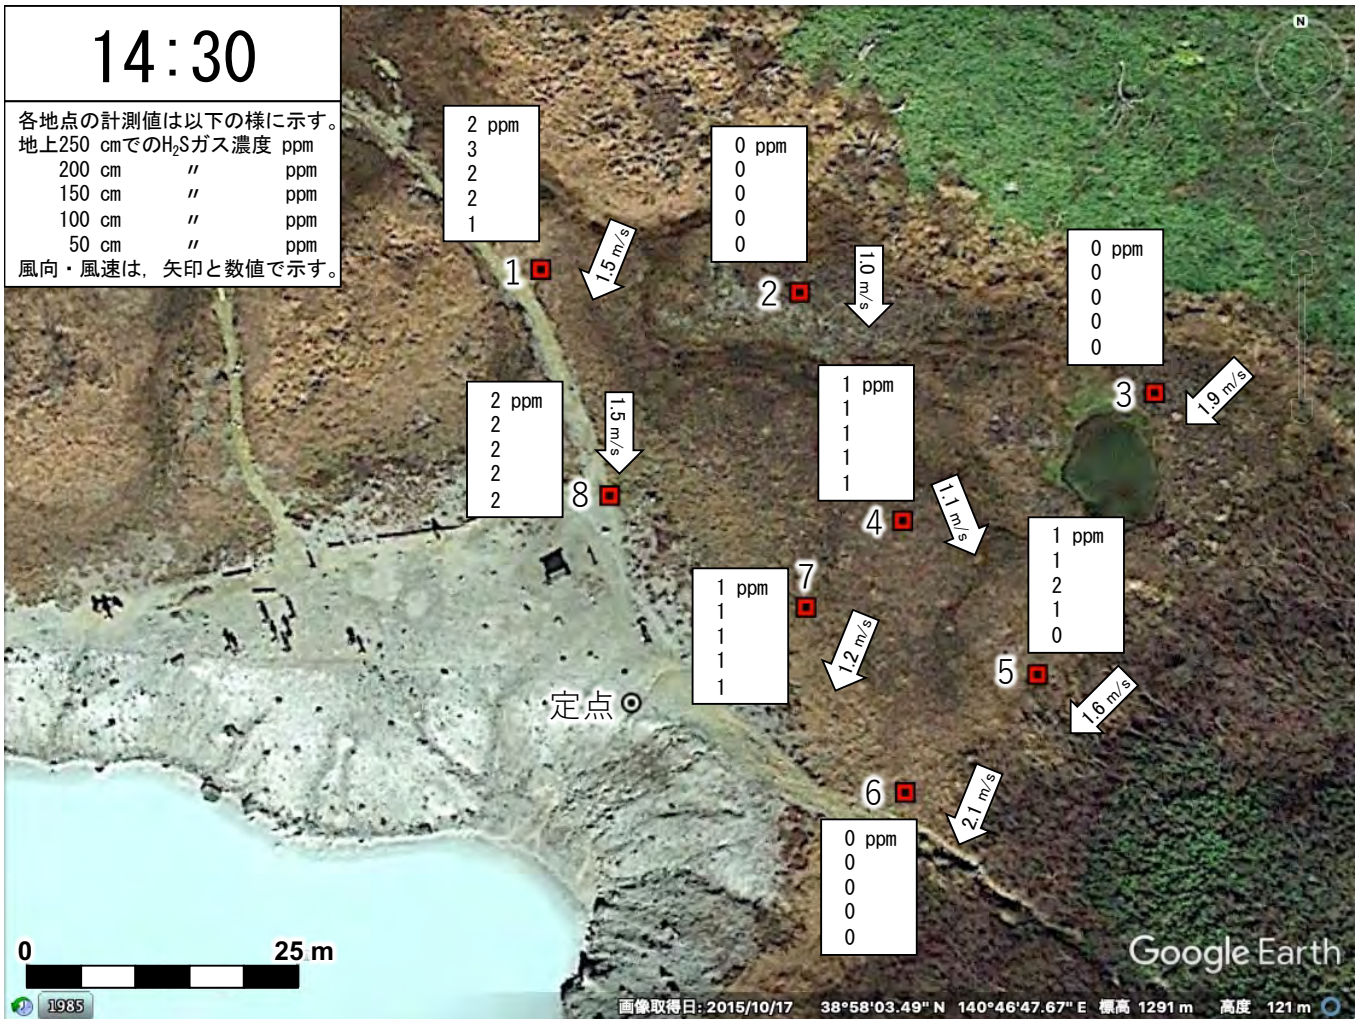 14:30
各地点の計測値は以下の様に示す。
地上250 cmでのH₂Sガス濃度 ppm
200 cm 〃 ppm
150 cm 〃 ppm
100 cm 〃 ppm
50 cm 〃 ppm
風向・風速は，矢印と数値で示す。
N
2 ppm
3
2
2
1
1
1.5 m/s
0 ppm
0
0
0
0
2
1.0 m/s
0 ppm
0
0
0
0
3
1.9 m/s
2 ppm
2
2
2
2
8
1.5 m/s
1 ppm
1
1
1
1
4
1.1 m/s
1 ppm
1
2
1
0
5
1.6 m/s
1 ppm
1
1
1
1
7
1.2 m/s
定点
6
2.1 m/s
0 ppm
0
0
0
0
0 25 m
Google Earth
1985
画像取得日: 2015/10/17 38°58'03.49" N 140°46'47.67" E 標高 1291 m 高度 121 m